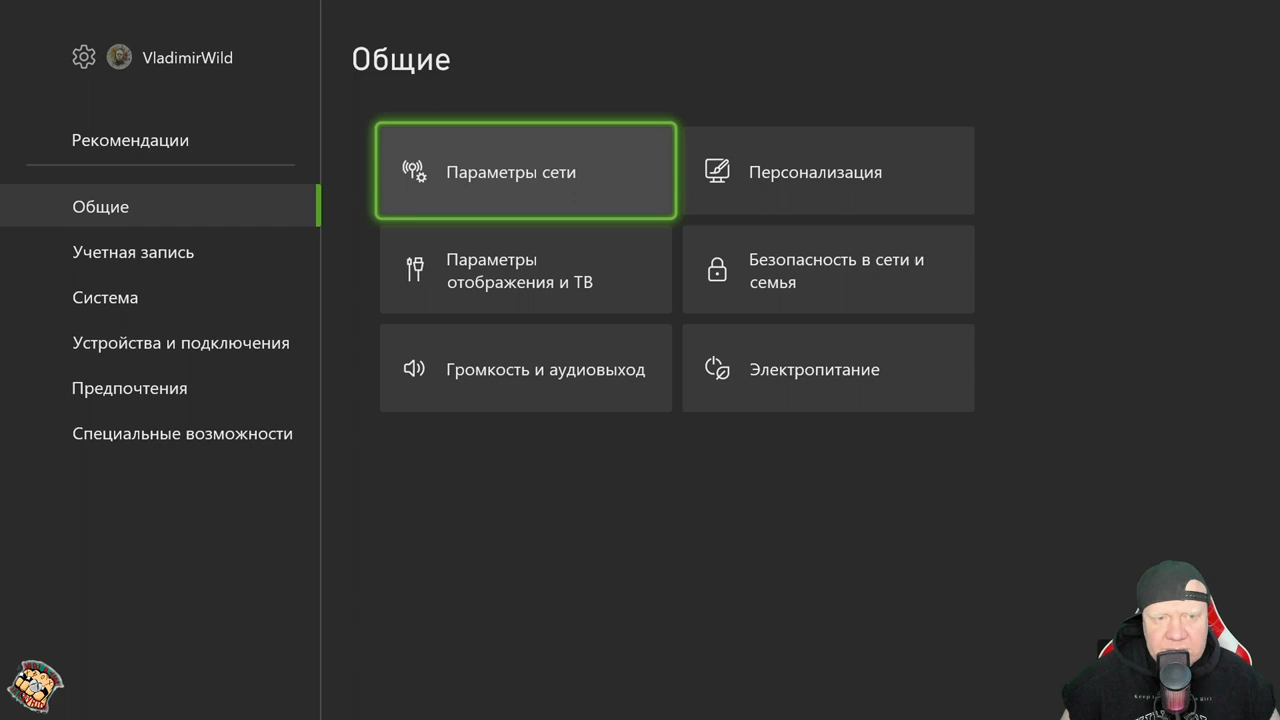 VladimirWild
Рекомендации
Общие
Учетная запись
Система
Устройства и подключения
Предпочтения
Специальные возможности
Общие
Параметры сети
Персонализация
Параметры
отображения и ТВ
Безопасность в сети и
семья
Громкость и аудиовыход
Электропитание